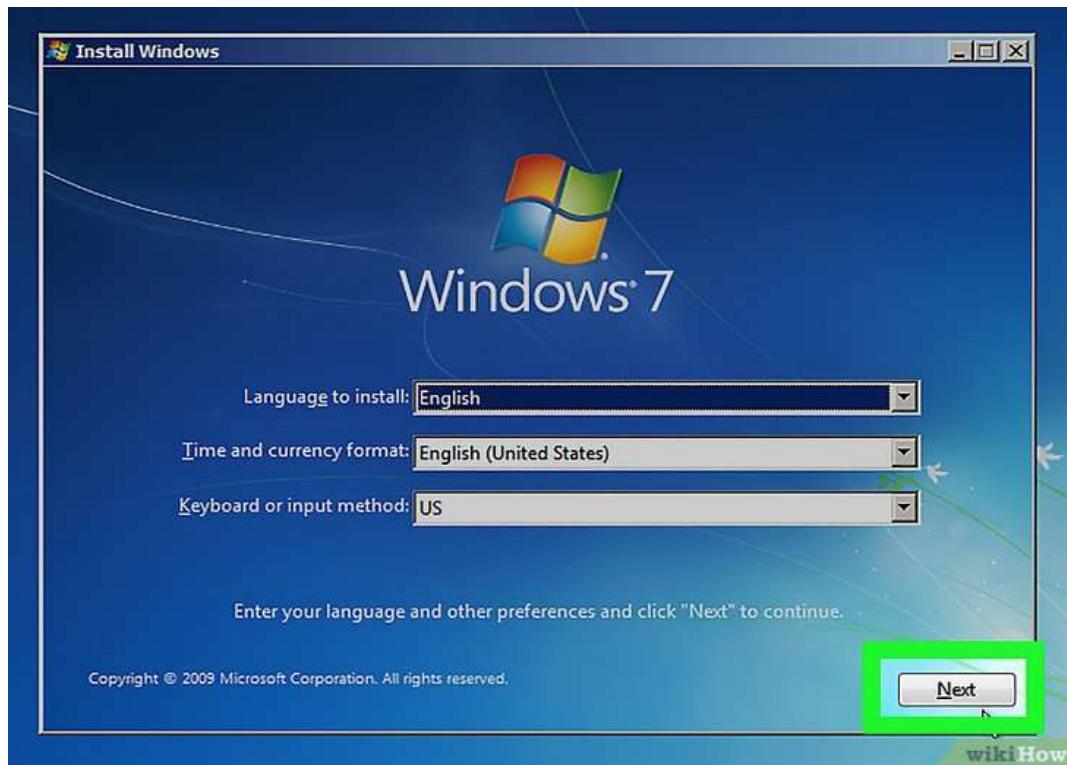 Install Windows
Windows® 7
Language to install: English
Time and currency format: English (United States)
Keyboard or input method: US
Enter your language and other preferences and click "Next" to continue.
Copyright © 2009 Microsoft Corporation. All rights reserved.
Next
wikiHow